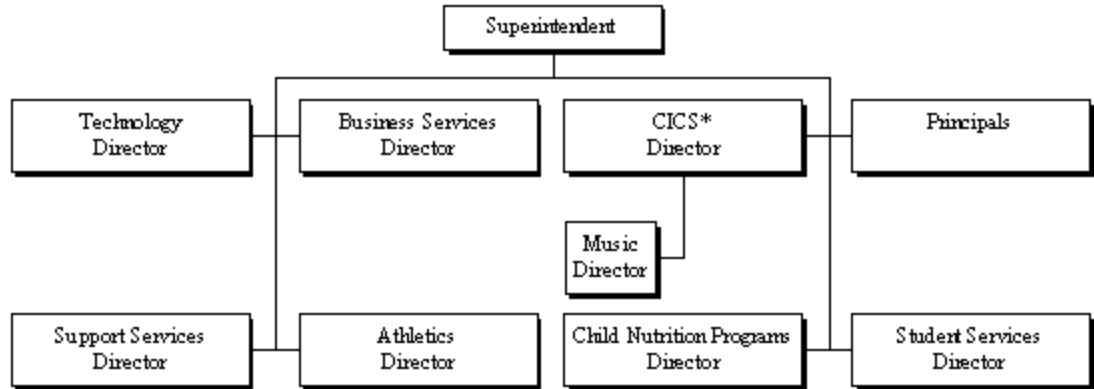 Superintendent
Technology
Director
Business Services
Director
CICS*
Director
Principals
Music
Director
Support Services
Director
Athletics
Director
Child Nutrition Programs
Director
Student Services
Director